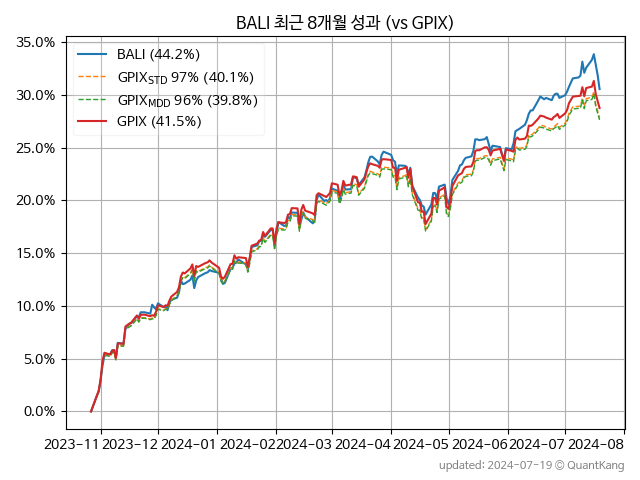 BALI 최근 8개월 성과 (vs GPIX)
35.0%
30.0%
25.0%
20.0%
15.0%
10.0%
5.0%
0.0%
BALI (44.2%)
GPIXSTD 97% (40.1%)
GPIXMDD 96% (39.8%)
GPIX (41.5%)
2023-11 2023-12 2024-01 2024-02 2024-03 2024-04 2024-05 2024-06 2024-07 2024-08
updated: 2024-07-19 © QuantKang